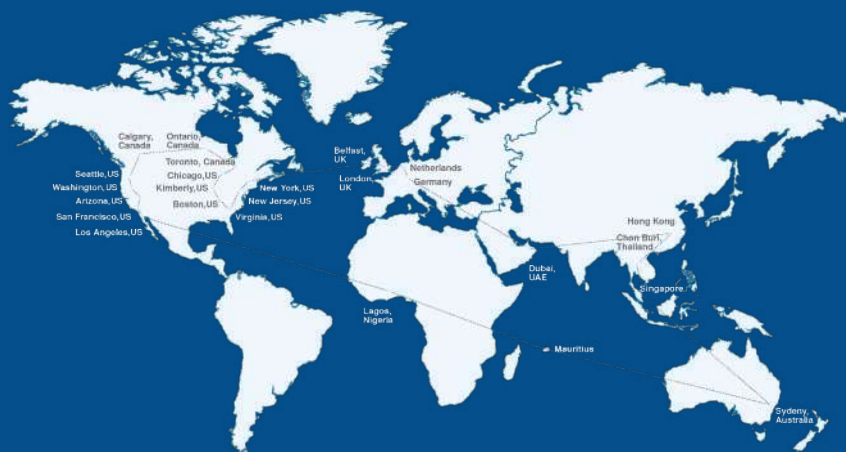 Calgary,
Canada
Ontario,
Canada
Toronto, Canada
Seattle,US
Chicago,US
Washington,US
Kimberly,US
Arizona,US
Boston,US
San Francisco,US
Los Angeles,US
New York,US
New Jersey,US
Virginia,US
Belfast,
UK
London,
UK
Netherlands
Germany
Hong Kong
Chon Buri,
Thailand
Dubai,
UAE
Singapore
Lagos,
Nigeria
Mauritius
Sydeny,
Australia